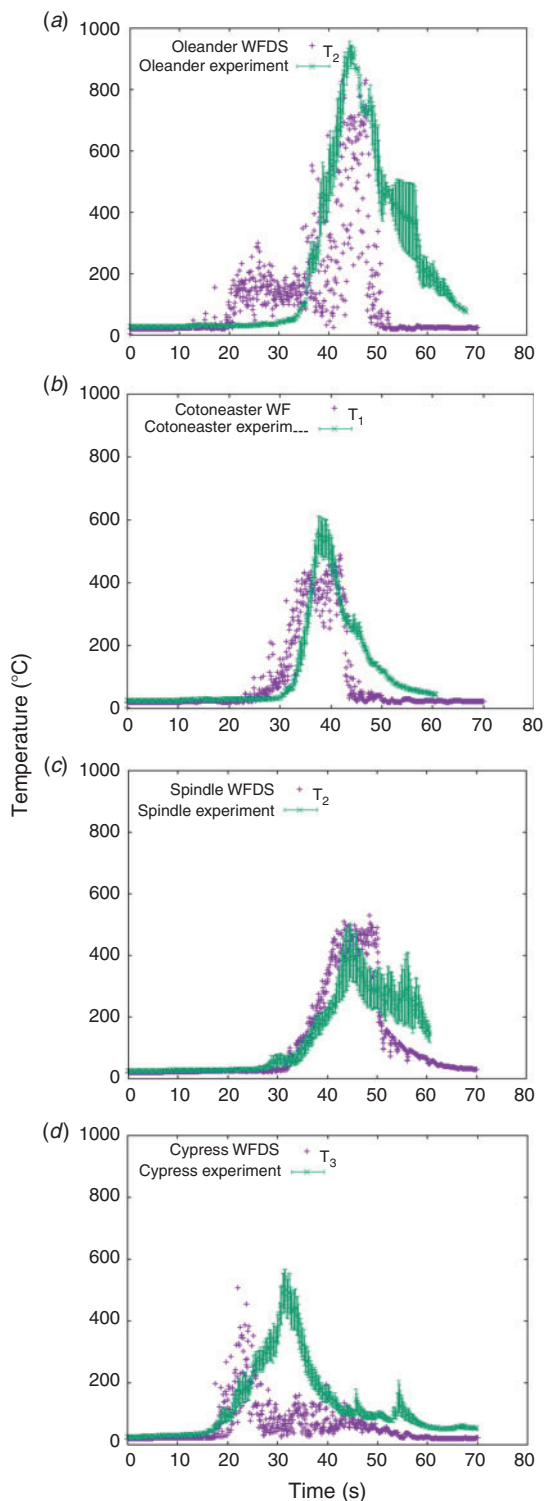 (a)
1000
Oleander WFDS T2
Oleander experiment
800
600
400
200
0
0 10 20 30 40 50 60 70 80
(b)
1000
Cotoneaster WF T1
Cotoneaster experim...
800
600
400
200
0
0 10 20 30 40 50 60 70 80
Temperature (°C)
(c)
1000
Spindle WFDS T2
Spindle experiment
800
600
400
200
0
0 10 20 30 40 50 60 70 80
(d)
1000
Cypress WFDS T3
Cypress experiment
800
600
400
200
0
0 10 20 30 40 50 60 70 80
Time (s)